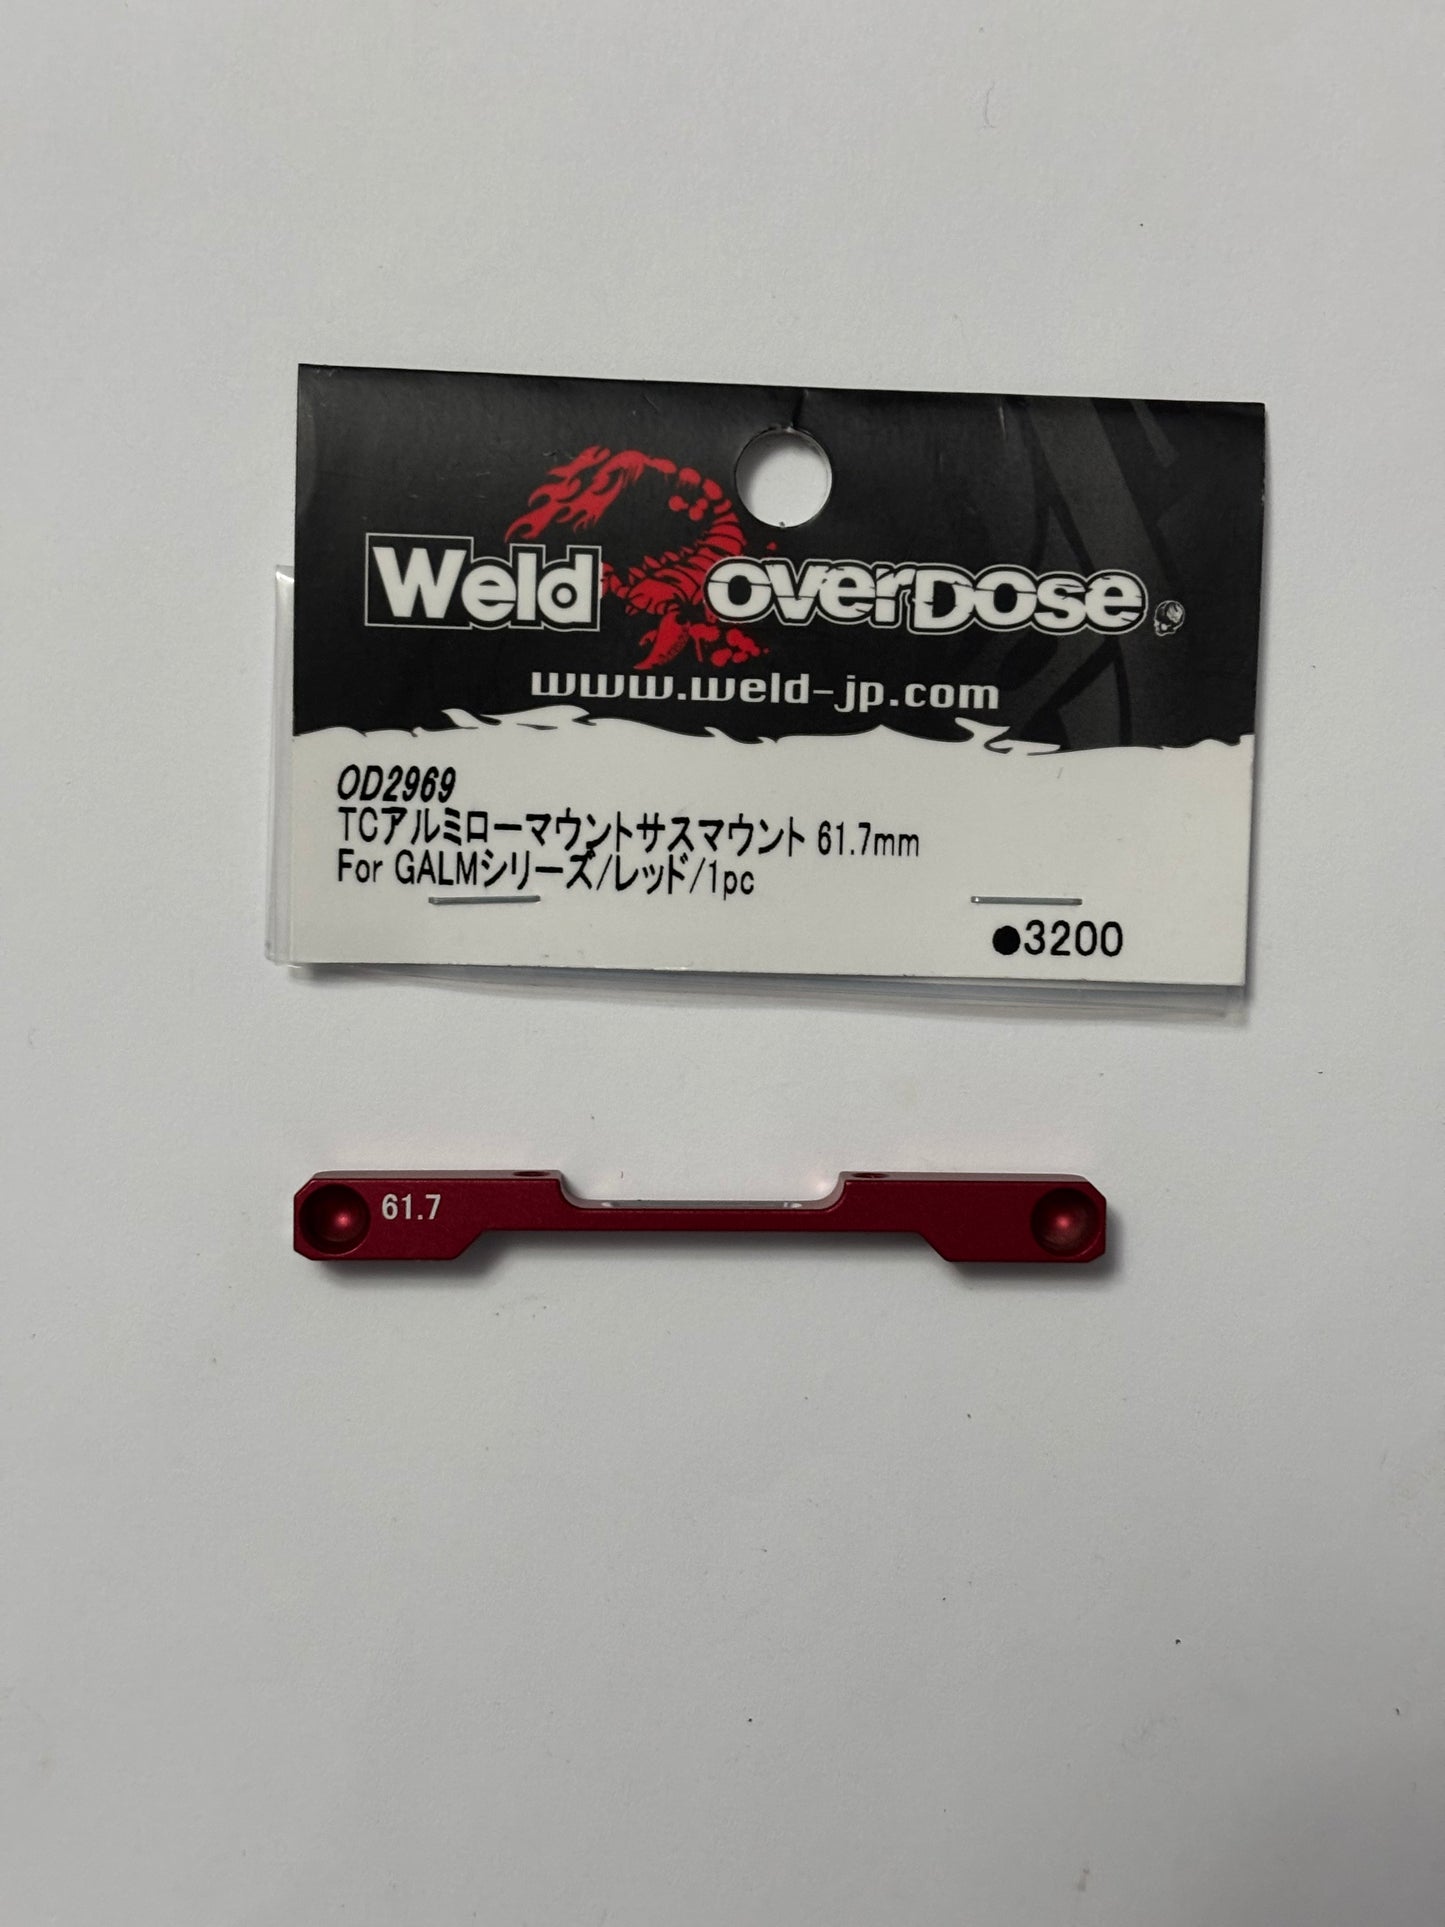 Weld overDose
www.weld-jp.com
OD2969
TCアルミローマウントサスマウント 61.7mm
For GALMシリーズ/レッド/1pc
●3200
61.7